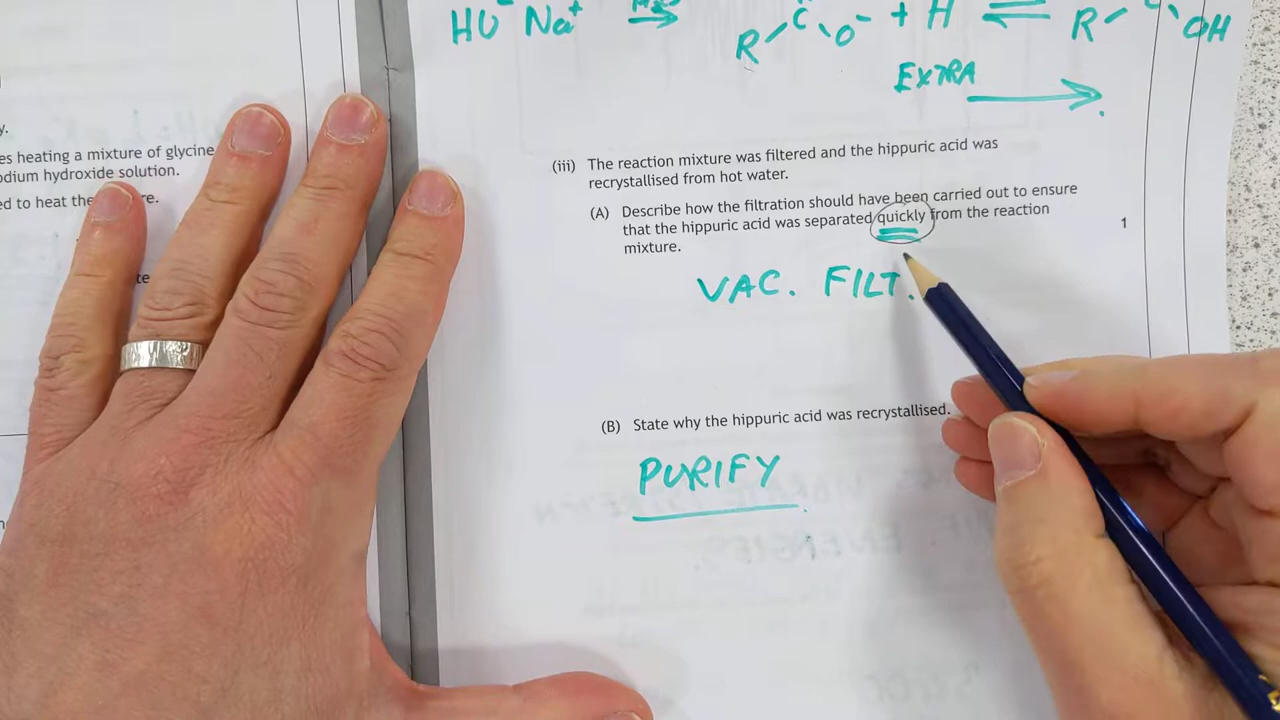 y.
es heating a mixture of glycine
odium hydroxide solution.
ed to heat the re.
te
HO⁻ Na⁺ R C O⁻ + H ⇌ R C OH
EXTRA
(iii) The reaction mixture was filtered and the hippuric acid was
recrystallised from hot water.
(A) Describe how the filtration should have been carried out to ensure
that the hippuric acid was separated quickly from the reaction
mixture.
1
VAC. FILT.
(B) State why the hippuric acid was recrystallised.
PURIFY